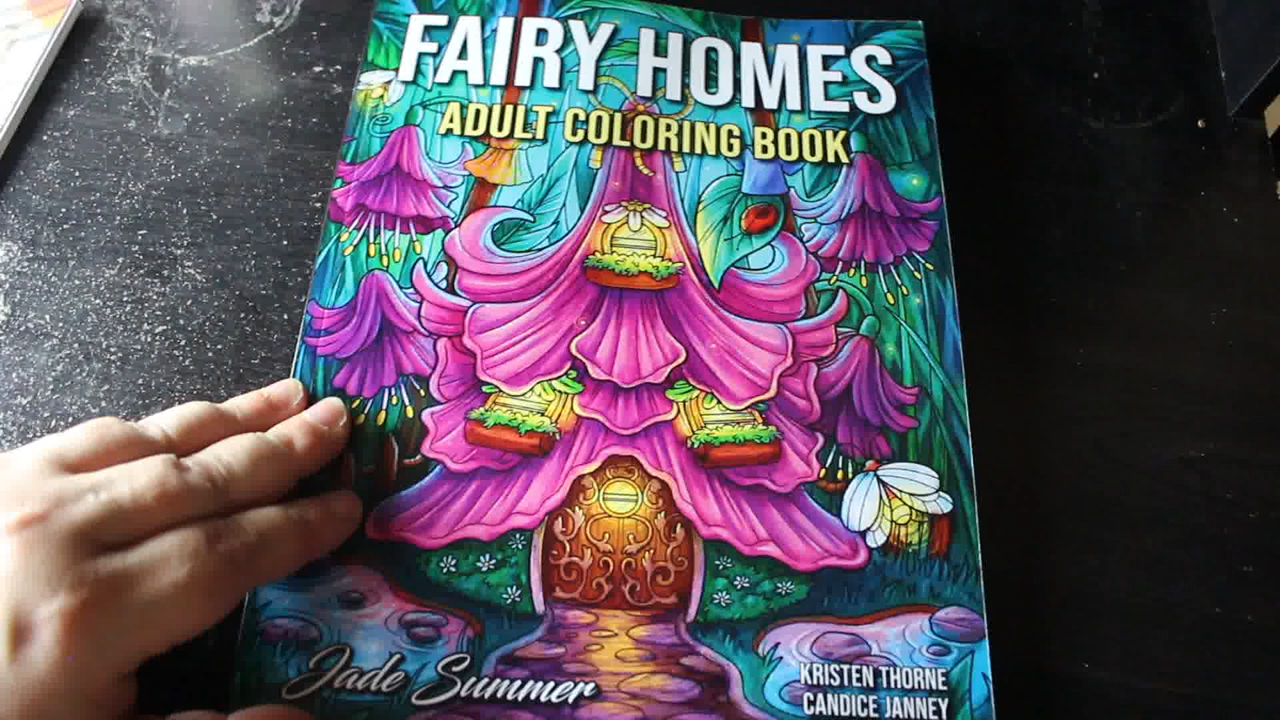 FAIRY HOMES
ADULT COLORING BOOK
Jade Summer
KRISTEN THORNE
CANDICE JANNEY